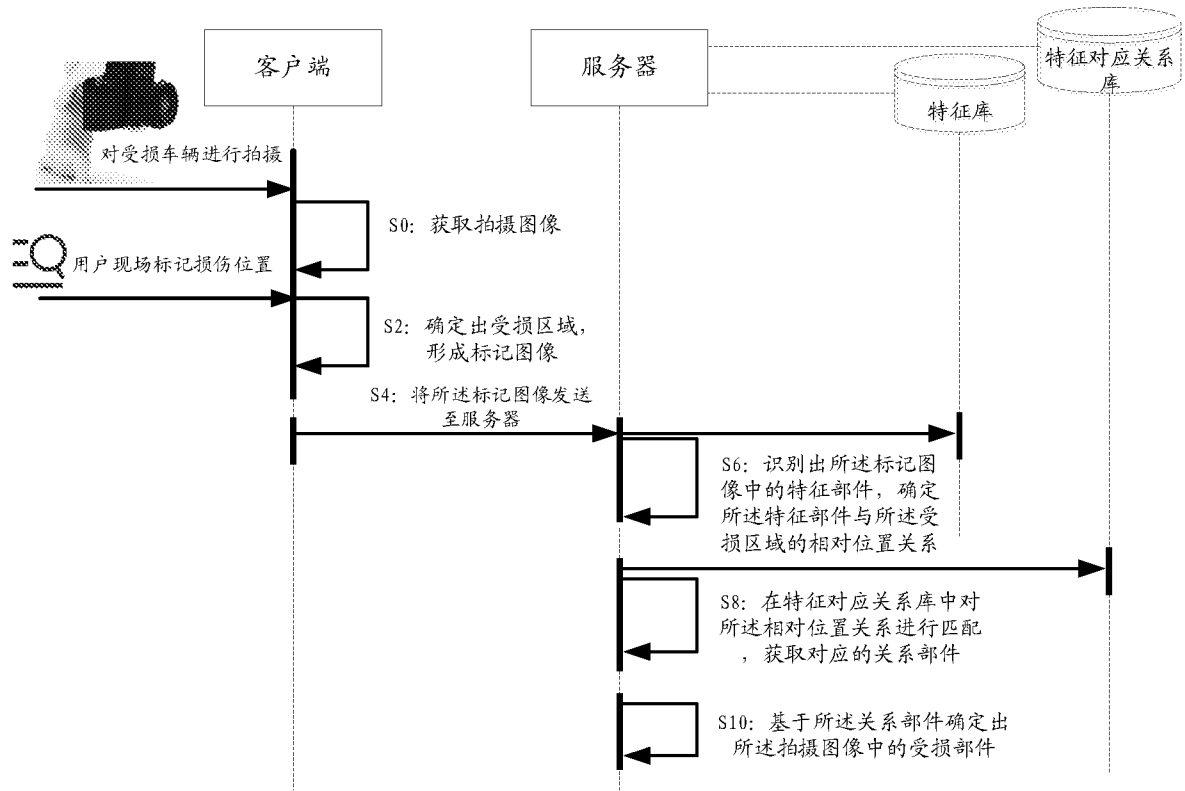 客户端
服务器
特征库
特征对应关系
库
对受损车辆进行拍摄
S0：获取拍摄图像
用户现场标记损伤位置
S2：确定出受损区域，
形成标记图像
S4：将所述标记图像发送
至服务器
S6：识别出所述标记图
像中的特征部件，确定
所述特征部件与所述受
损区域的相对位置关系
S8：在特征对应关系库中对
所述相对位置关系进行匹配
，获取对应的关系部件
S10：基于所述关系部件确定出
所述拍摄图像中的受损部件